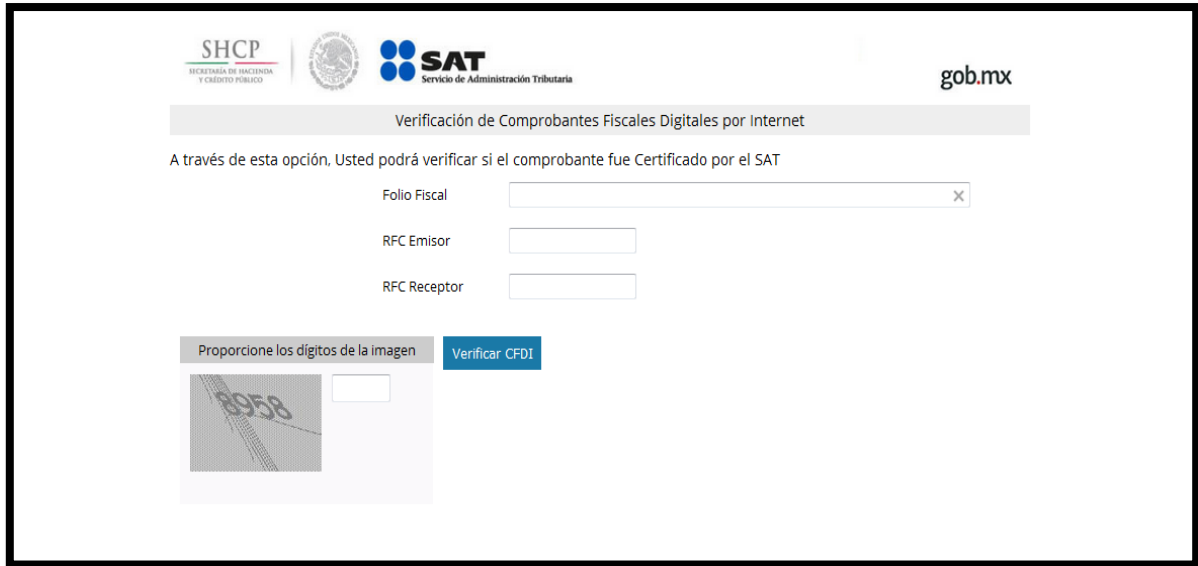 SHCP
SECRETARÍA DE HACIENDA
Y CRÉDITO PÚBLICO
SAT
Servicio de Administración Tributaria
gob.mx
Verificación de Comprobantes Fiscales Digitales por Internet
A través de esta opción, Usted podrá verificar si el comprobante fue Certificado por el SAT
Folio Fiscal
RFC Emisor
RFC Receptor
Proporcione los dígitos de la imagen
Verificar CFDI
8958